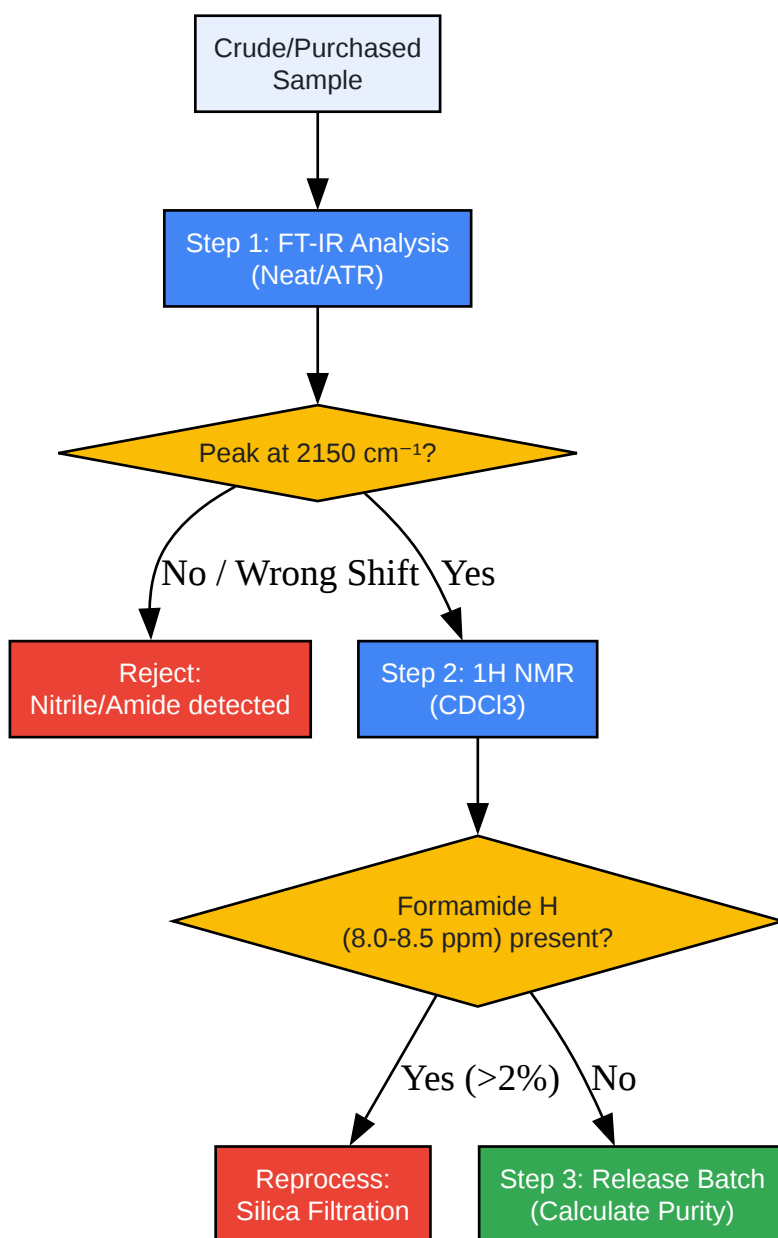 Crude/Purchased
Sample
Step 1: FT-IR Analysis
(Neat/ATR)
Peak at 2150 cm⁻¹?
No / Wrong Shift
Yes
Reject:
Nitrile/Amide detected
Step 2: 1H NMR
(CDCl3)
Formamide H
(8.0-8.5 ppm) present?
Yes (>2%)
No
Reprocess:
Silica Filtration
Step 3: Release Batch
(Calculate Purity)